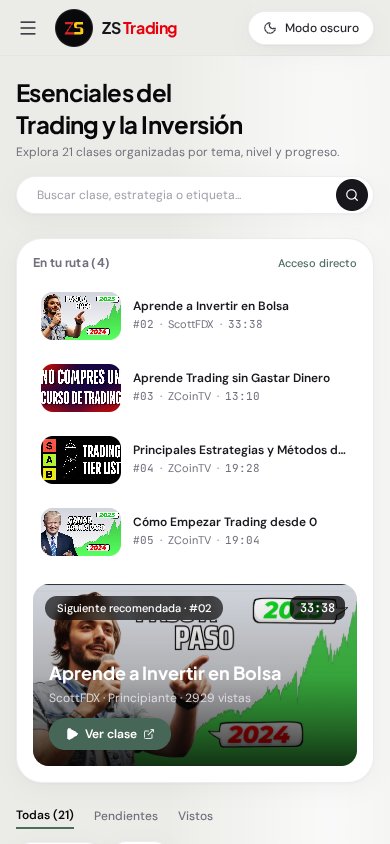 ZS
ZS Trading
Modo oscuro
Esenciales del
Trading y la Inversión
Explora 21 clases organizadas por tema, nivel y progreso.
Buscar clase, estrategia o etiqueta...
En tu ruta (4)
Acceso directo
2025
2024
Aprende a Invertir en Bolsa
#02 · ScottFDX · 33:38
NO COMPRES UN
CURSO DE TRADING
Aprende Trading sin Gastar Dinero
#03 · ZCoinTV · 13:10
S
A
B
TRADING
TIER LIST
Principales Estrategias y Métodos d...
#04 · ZCoinTV · 19:28
2024
Cómo Empezar Trading desde 0
#05 · ZCoinTV · 19:04
Siguiente recomendada · #02
33:38
PASO
Aprende a Invertir en Bolsa
ScottFDX · Principiante · 2929 vistas
Ver clase
2024
Todas (21)
Pendientes
Vistos